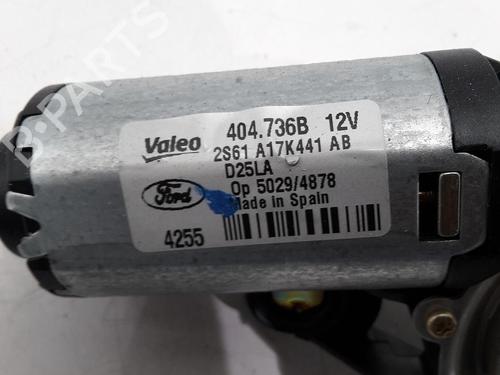 B-PARTS
Valeo 404.736B 12V
2S61 A17K441 AB
D25LA
Ford Op 5029/4878
Made in Spain
4255